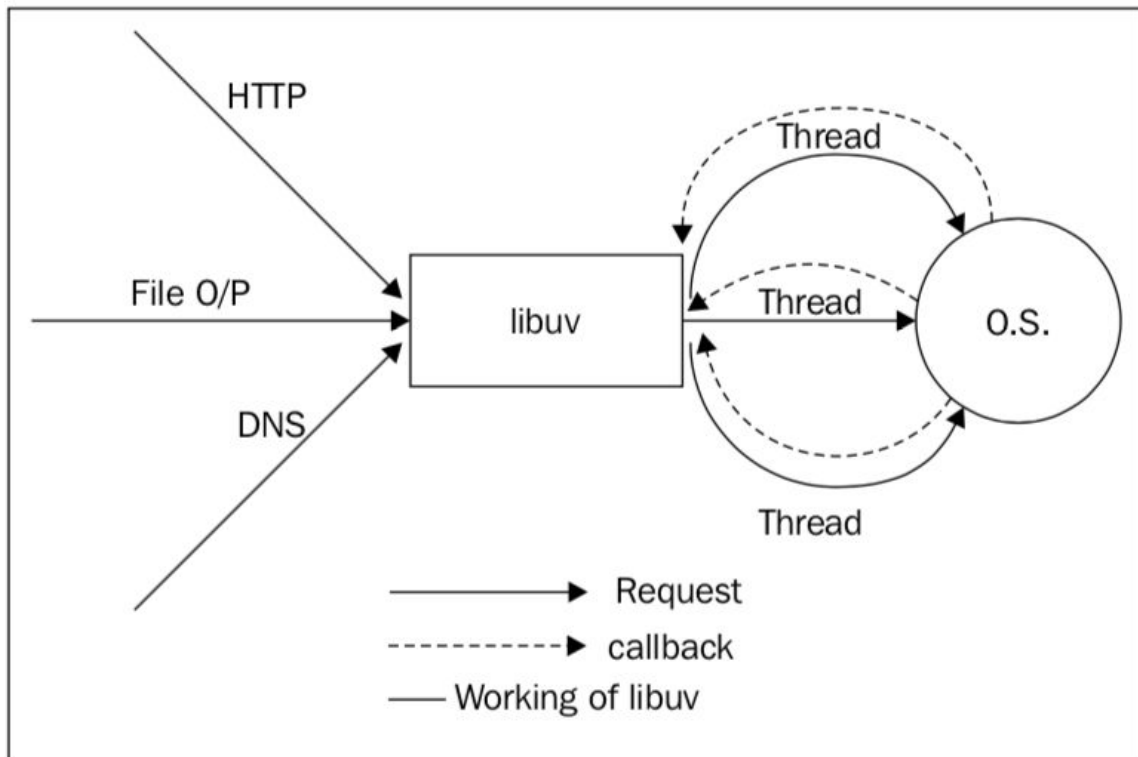 HTTP
Thread
File O/P
libuv
Thread
O.S.
DNS
Thread
Request
callback
Working of libuv